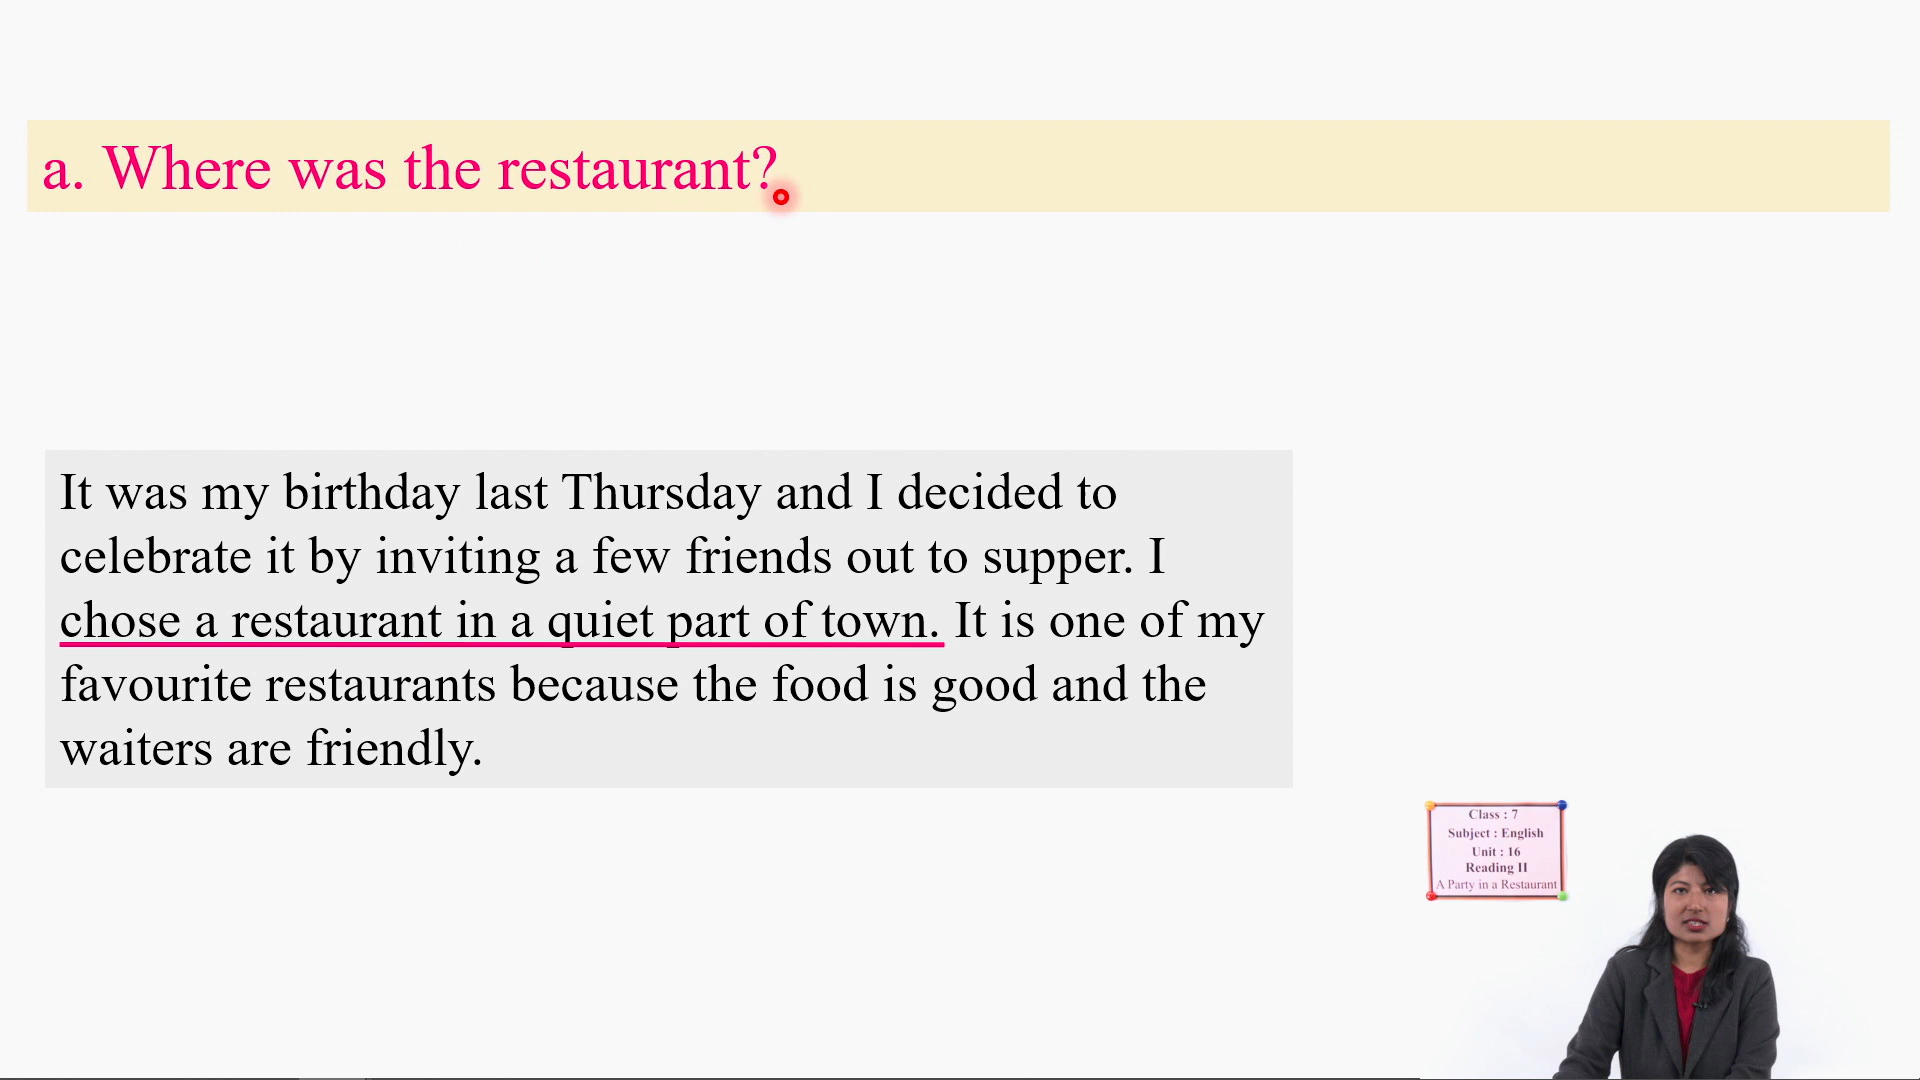 a. Where was the restaurant?
It was my birthday last Thursday and I decided to
celebrate it by inviting a few friends out to supper. I
chose a restaurant in a quiet part of town. It is one of my
favourite restaurants because the food is good and the
waiters are friendly.
Class : 7
Subject : English
Unit : 16
Reading II
A Party in a Restaurant